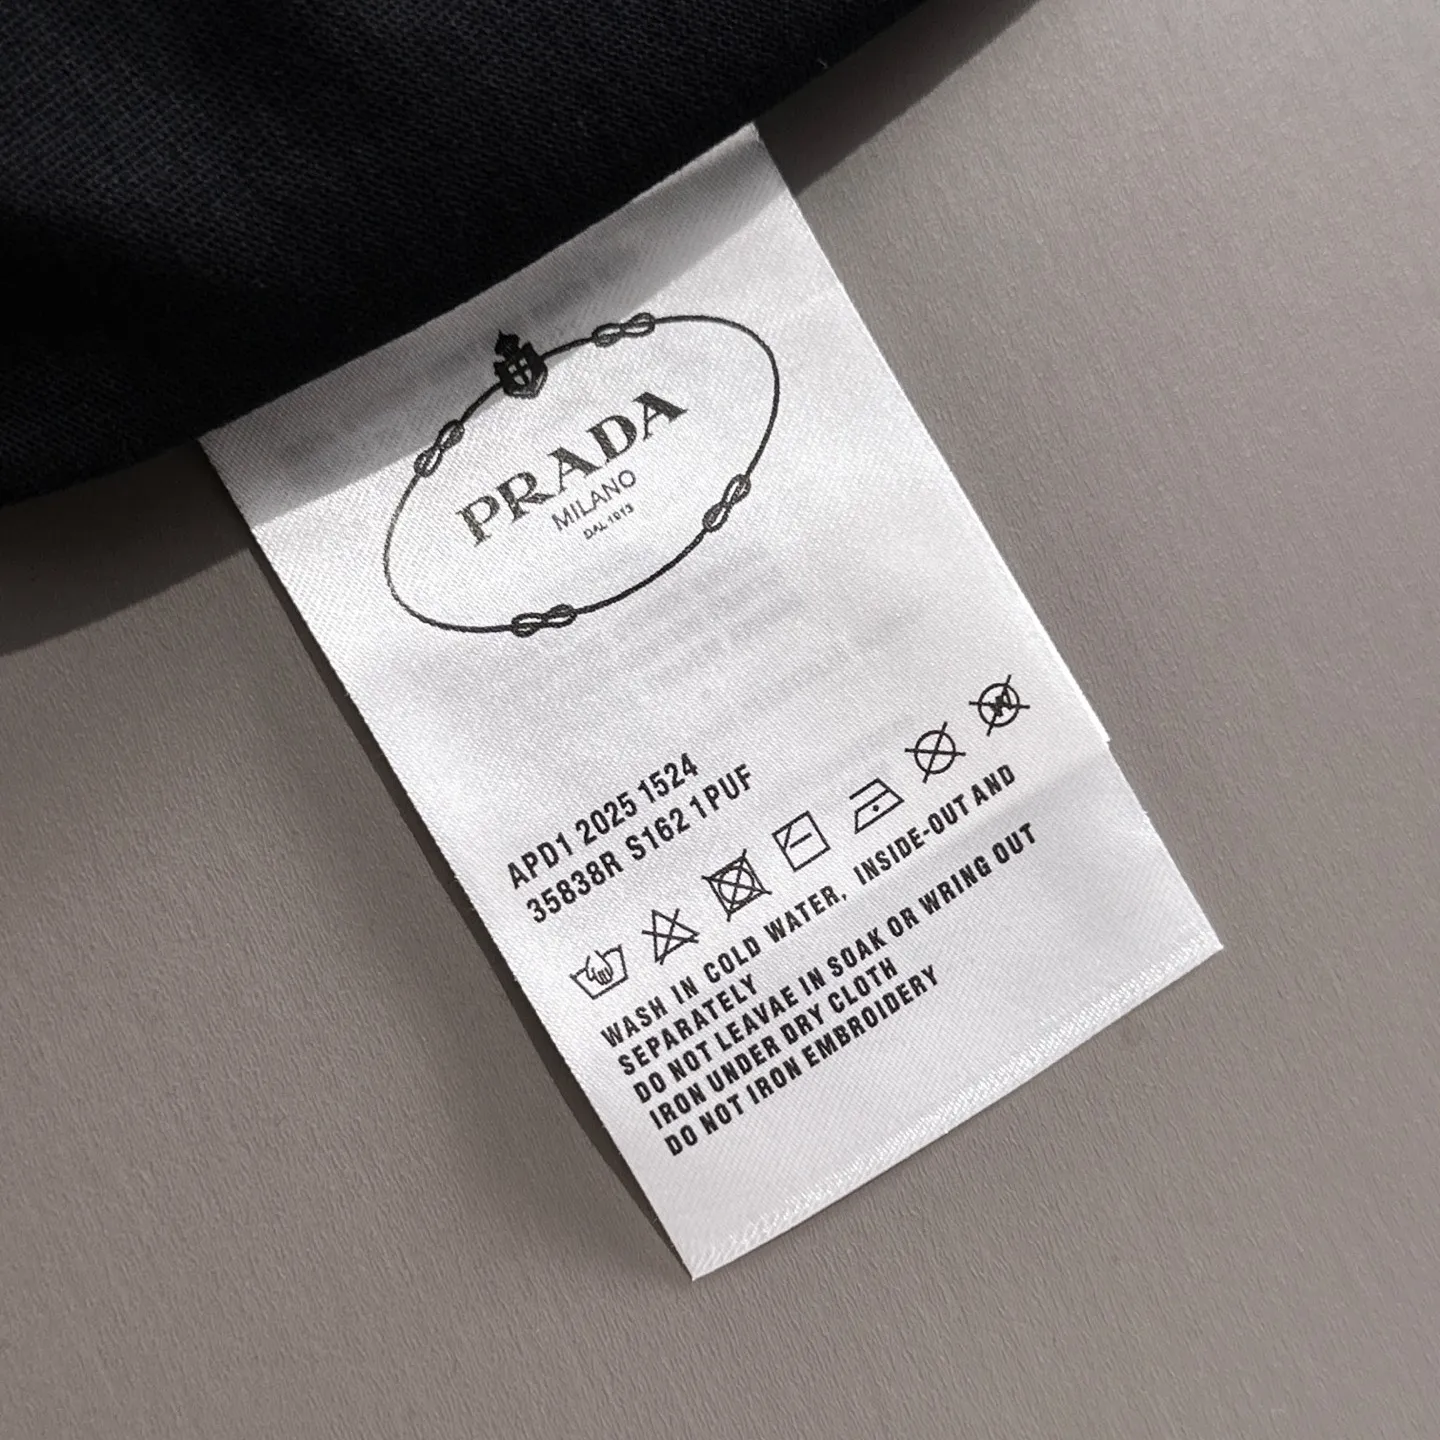 PRADA
MILANO
DAL 1913
APD1 2025 1524
35838R S162 1PUF
WASH IN COLD WATER, INSIDE-OUT AND
SEPARATELY
DO NOT LEAVAE IN SOAK OR WRING OUT
IRON UNDER DRY CLOTH
DO NOT IRON EMBROIDERY